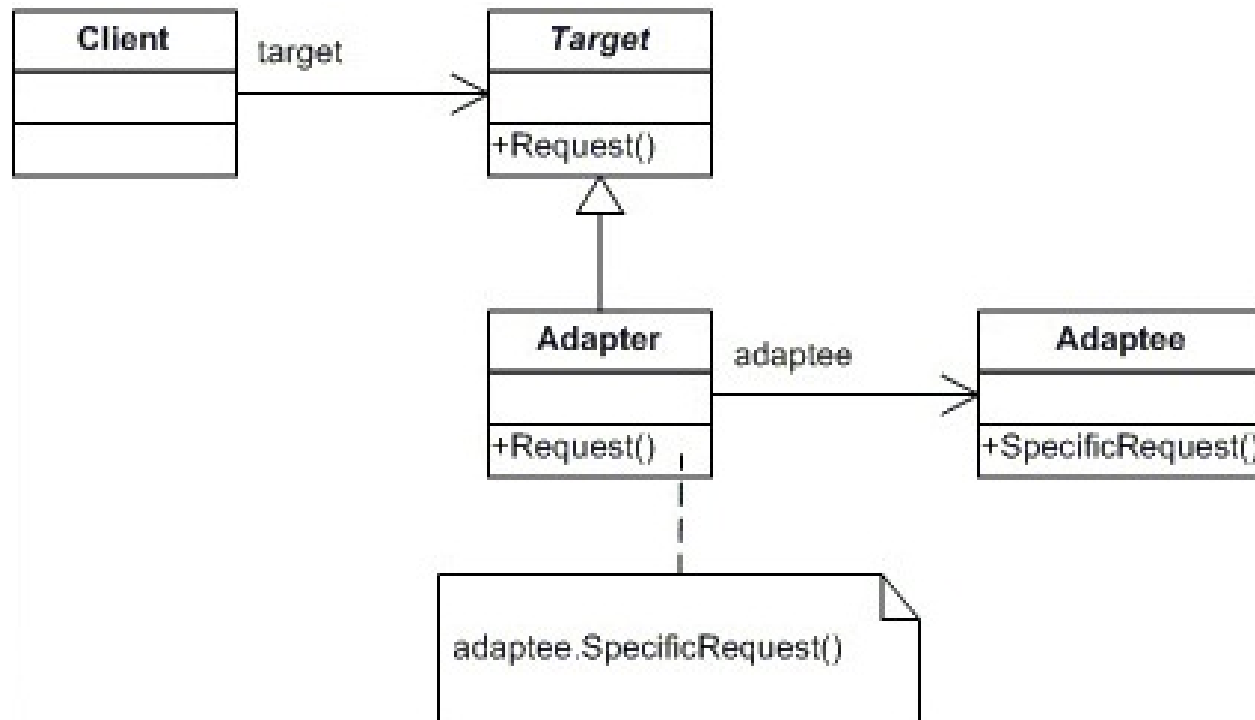 Client
target
Target
+Request()
Adapter
adaptee
Adaptee
+Request()
+SpecificRequest()
adaptee.SpecificRequest()